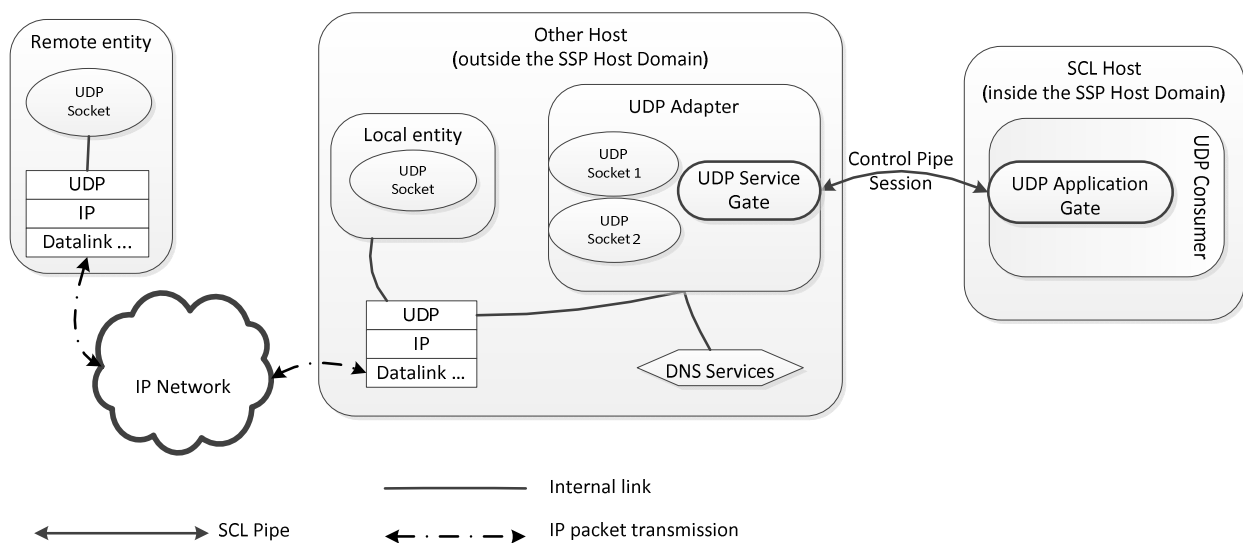 Remote entity
UDP
Socket
UDP
IP
Datalink ...
IP Network
Other Host
(outside the SSP Host Domain)
Local entity
UDP
Socket
UDP
IP
Datalink ...
UDP Adapter
UDP
Socket 1
UDP
Socket 2
UDP Service
Gate
DNS Services
Control Pipe
Session
SCL Host
(inside the SSP Host Domain)
UDP Application
Gate
UDP Consumer
Internal link
SCL Pipe
IP packet transmission